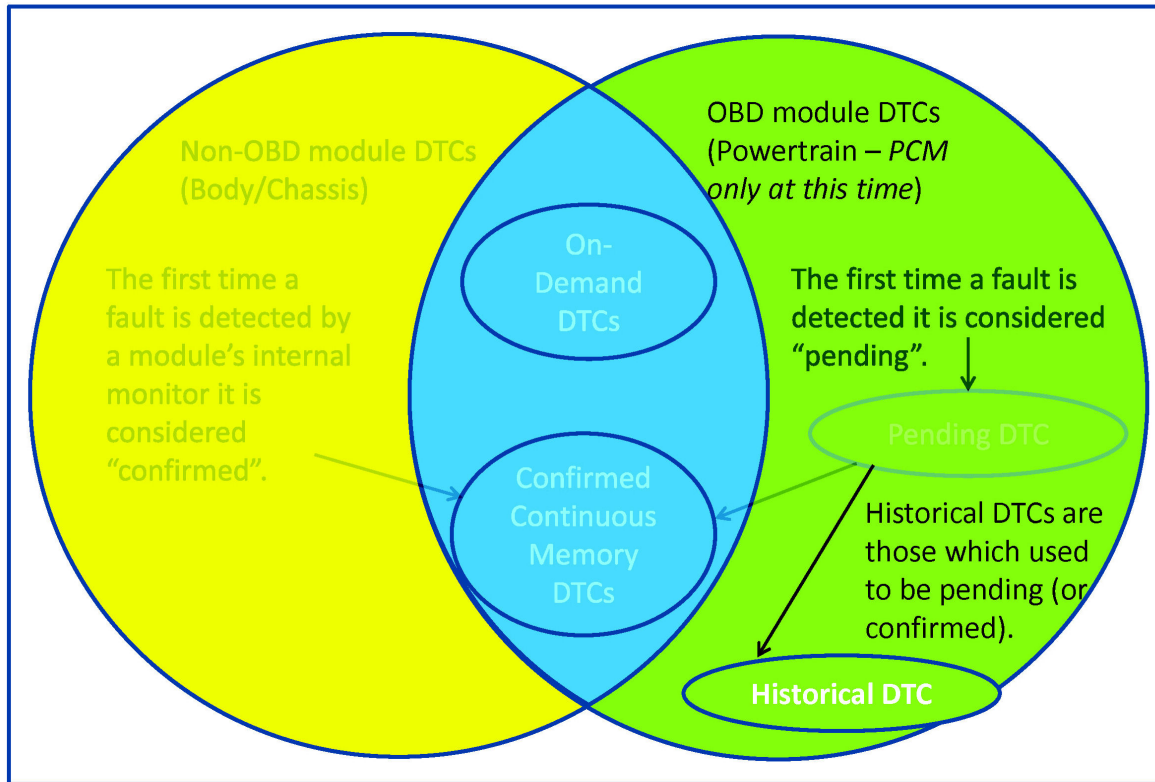 Non-OBD module DTCs
(Body/Chassis)
The first time a
fault is detected by
a module's internal
monitor it is
considered
“confirmed”.
On-
Demand
DTCs
Confirmed
Continuous
Memory
DTCs
OBD module DTCs
(Powertrain – PCM
only at this time)
The first time a fault is
detected it is considered
“pending”.
Pending DTC
Historical DTCs are
those which used
to be pending (or
confirmed).
Historical DTC